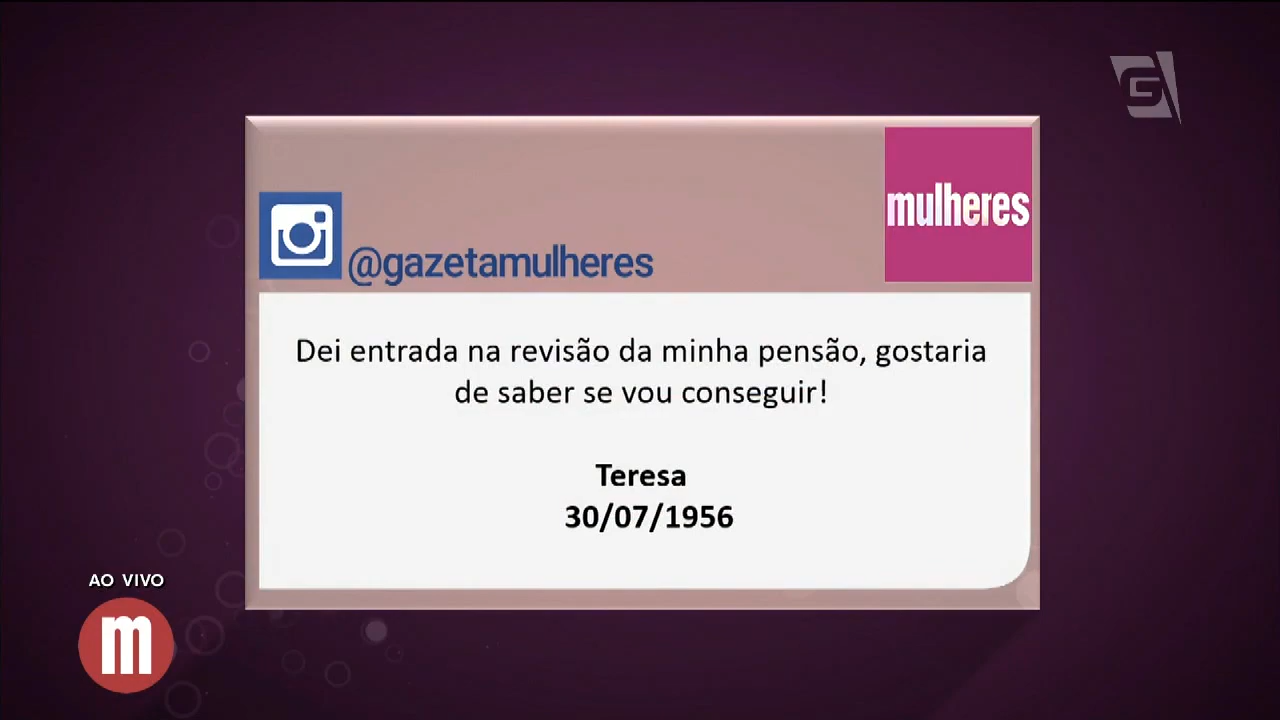 mulheres
@gazetamulheres
Dei entrada na revisão da minha pensão, gostaria
de saber se vou conseguir!
Teresa
30/07/1956
AO VIVO
m